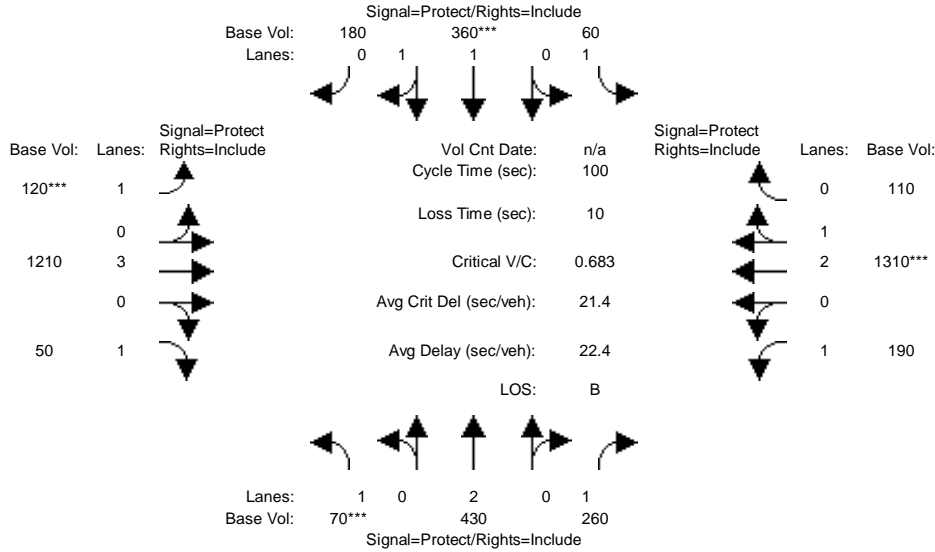 Signal=Protect/Rights=Include
Base Vol: 180 360*** 60
Lanes: 0 1 1 0 1
Signal=Protect
Rights=Include
Base Vol: Lanes:
Vol Cnt Date: n/a
Signal=Protect
Rights=Include
Lanes: Base Vol:
Cycle Time (sec): 100
120*** 1
0 110
Loss Time (sec): 10
0
1
1210 3
Critical V/C: 0.683
2 1310***
0
Avg Crit Del (sec/veh): 21.4
0
50 1
Avg Delay (sec/veh): 22.4
1 190
LOS: B
Lanes: 1 0 2 0 1
Base Vol: 70*** 430 260
Signal=Protect/Rights=Include